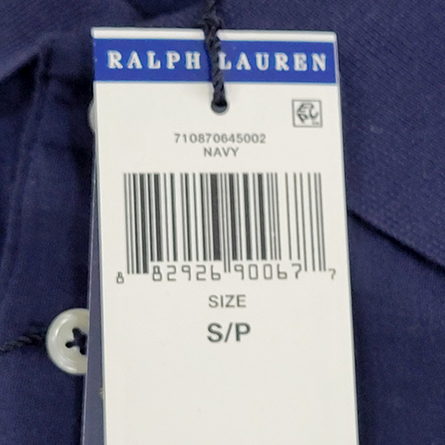 RALPH LAUREN
710870645002
NAVY
8 82926 90067 7
SIZE
S/P